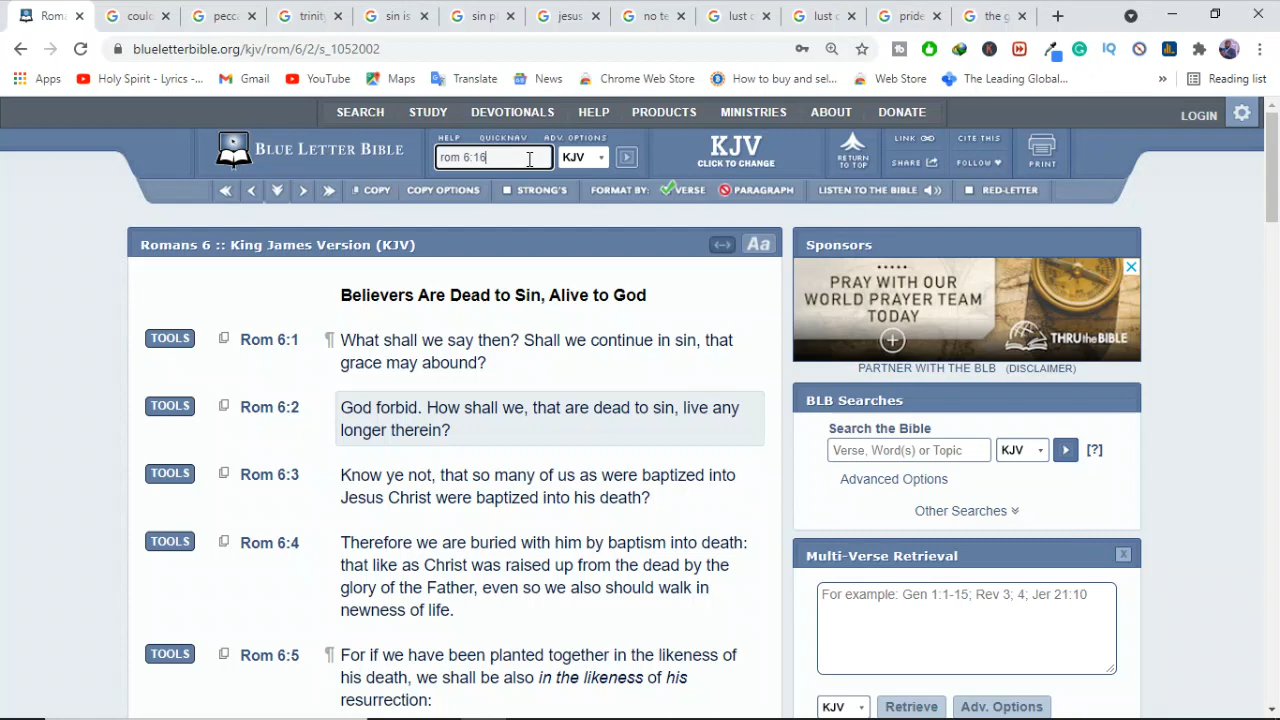 Roma
could
pecca
trinity
sin is
sin p
jesus
no te
lust c
lust c
pride
the g
blueletterbible.org/kjv/rom/6/2/s_1052002
Apps
Holy Spirit - Lyrics -...
Gmail
YouTube
Maps
Translate
News
Chrome Web Store
How to buy and sel...
Web Store
The Leading Global...
»
Reading list
SEARCH
STUDY
DEVOTIONALS
HELP
PRODUCTS
MINISTRIES
ABOUT
DONATE
LOGIN
BLUE LETTER BIBLE
HELP
QUICKNAV
ADV. OPTIONS
rom 6:16
KJV
KJV
CLICK TO CHANGE
RETURN
TO TOP
LINK
CITE THIS
SHARE
FOLLOW
PRINT
COPY
COPY OPTIONS
STRONG'S
FORMAT BY:
VERSE
PARAGRAPH
LISTEN TO THE BIBLE
RED-LETTER
Romans 6 :: King James Version (KJV)
Aa
Believers Are Dead to Sin, Alive to God
TOOLS
Rom 6:1
¶ What shall we say then? Shall we continue in sin, that
grace may abound?
TOOLS
Rom 6:2
God forbid. How shall we, that are dead to sin, live any
longer therein?
TOOLS
Rom 6:3
Know ye not, that so many of us as were baptized into
Jesus Christ were baptized into his death?
TOOLS
Rom 6:4
Therefore we are buried with him by baptism into death:
that like as Christ was raised up from the dead by the
glory of the Father, even so we also should walk in
newness of life.
TOOLS
Rom 6:5
¶ For if we have been planted together in the likeness of
his death, we shall be also in the likeness of his
resurrection:
Sponsors
PRAY WITH OUR
WORLD PRAYER TEAM
TODAY
THRU the BIBLE
PARTNER WITH THE BLB (DISCLAIMER)
BLB Searches
Search the Bible
Verse, Word(s) or Topic
KJV
[?]
Advanced Options
Other Searches
Multi-Verse Retrieval
X
For example: Gen 1:1-15; Rev 3; 4; Jer 21:10
KJV
Retrieve
Adv. Options